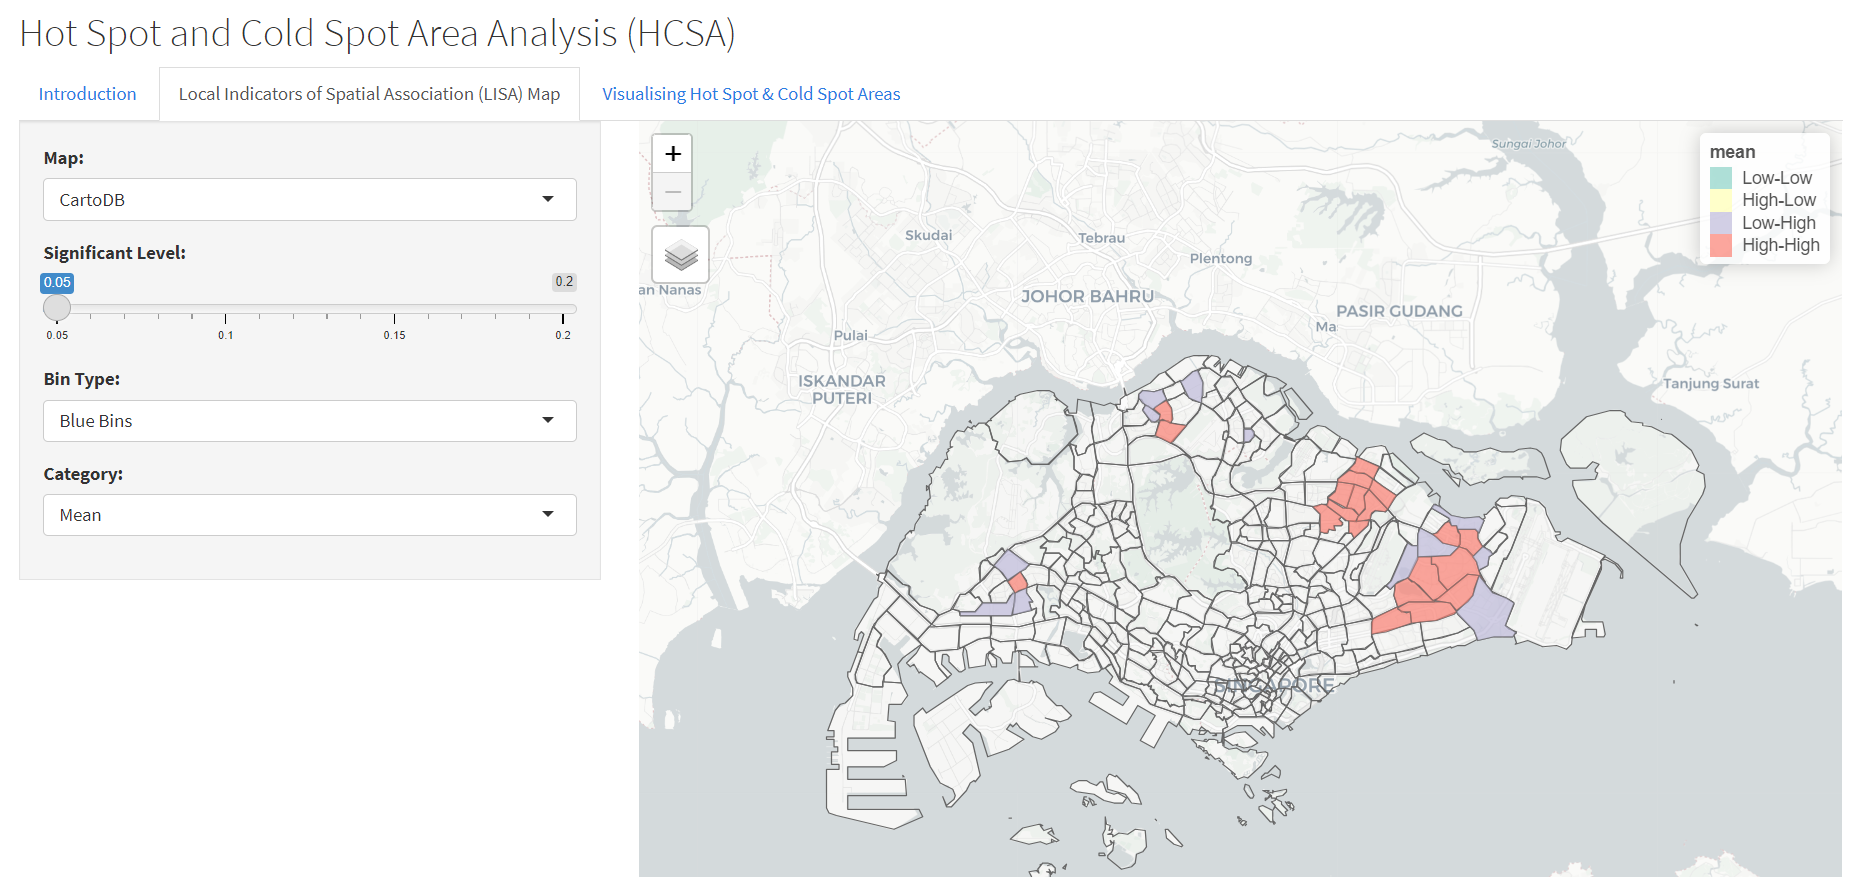 Hot Spot and Cold Spot Area Analysis (HCSA)
Introduction
Local Indicators of Spatial Association (LISA) Map
Visualising Hot Spot & Cold Spot Areas
Map:
CartoDB
Significant Level:
0.05
0.2
0.05
0.1
0.15
0.2
Bin Type:
Blue Bins
Category:
Mean
+
−
mean
Low-Low
High-Low
Low-High
High-High
Sungai Johor
Skudai
Tebrau
Plentong
an Nanas
JOHOR BAHRU
PASIR GUDANG
Ma
Pulai
ISKANDAR
PUTERI
Tanjung Surat
SINGAPORE